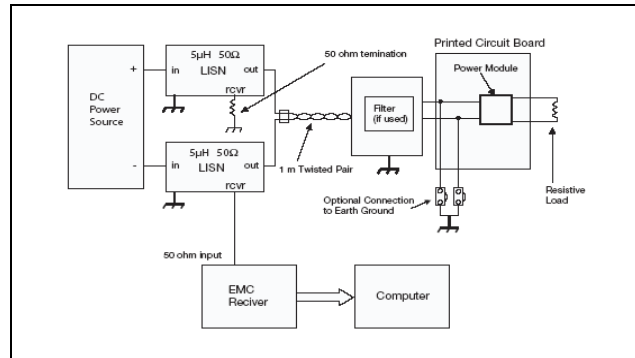 Printed Circuit Board
50 ohm temination
5µH 50Ω
LISN
in
out
rcvr
+
DC
Power
Source
-
5µH 50Ω
LISN
in
out
rcvr
Filter
(if used)
Power Module
1 m Twisted Pair
Optional Connection
to Earth Ground
Resistive
Load
50 ohm input
EMC
Reciver
Computer